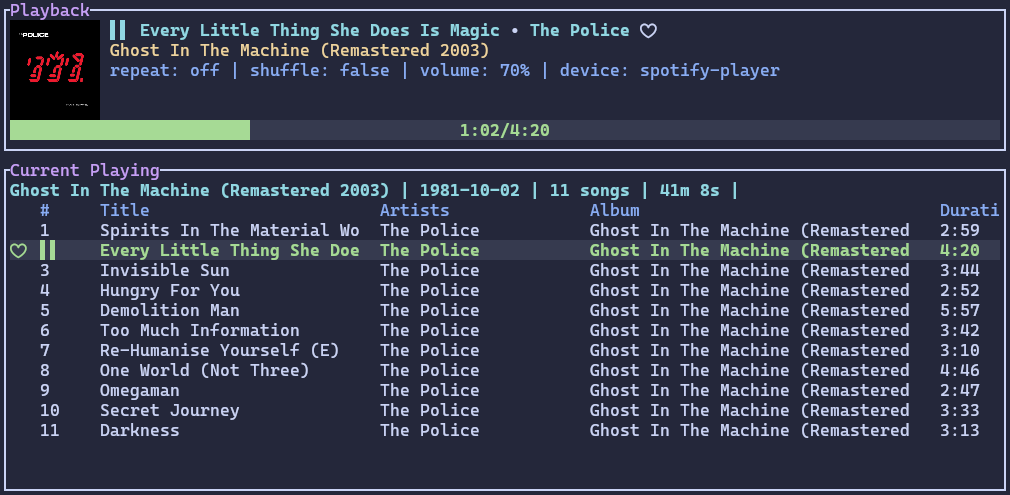 Playback
THE POLICE
Every Little Thing She Does Is Magic • The Police ♡
Ghost In The Machine (Remastered 2003)
repeat: off | shuffle: false | volume: 70% | device: spotify-player
1:02/4:20
Current Playing
Ghost In The Machine (Remastered 2003) | 1981-10-02 | 11 songs | 41m 8s |
# Title Artists Album Durati
1 Spirits In The Material Wo The Police Ghost In The Machine (Remastered 2:59
♡ Every Little Thing She Doe The Police Ghost In The Machine (Remastered 4:20
3 Invisible Sun The Police Ghost In The Machine (Remastered 3:44
4 Hungry For You The Police Ghost In The Machine (Remastered 2:52
5 Demolition Man The Police Ghost In The Machine (Remastered 5:57
6 Too Much Information The Police Ghost In The Machine (Remastered 3:42
7 Re-Humanise Yourself (E) The Police Ghost In The Machine (Remastered 3:10
8 One World (Not Three) The Police Ghost In The Machine (Remastered 4:46
9 Omegaman The Police Ghost In The Machine (Remastered 2:47
10 Secret Journey The Police Ghost In The Machine (Remastered 3:33
11 Darkness The Police Ghost In The Machine (Remastered 3:13